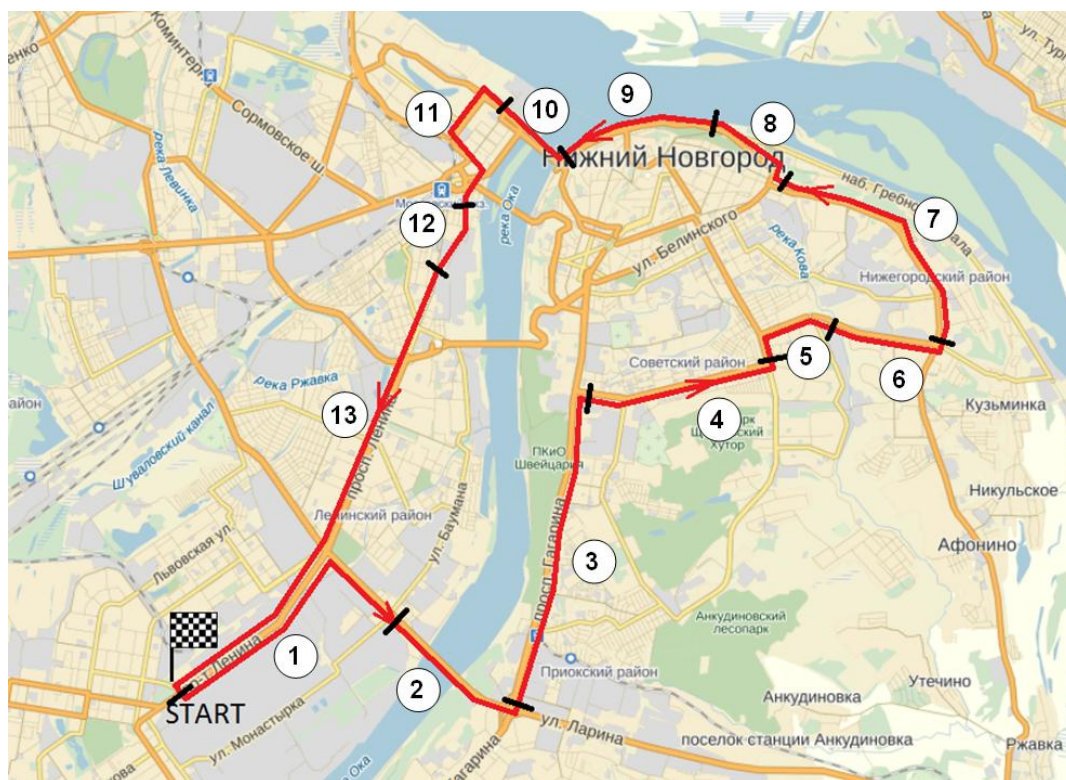 Коминтерна
Сормовское ш.
река Левинка
11
10
9
8
Нижний Новгород
наб. Гребного канала
7
река Ока
12
ул. Белинского
река Кова
Нижегородский район
Советский район
5
6
река Ржавка
4
Кузьминка
Шуваловский канал
13
просп. Ленина
ПКиО
Швейцария
Хутор
Никульское
Ленинский район
ул. Баумана
Львовская ул.
Афонино
просп. Гагарина
3
Анкудиновский
лесопарк
1
Приокский район
2
START
ул. Монастырка
ул. Ларина
Анкудиновка
Утечино
поселок станции Анкудиновка
Ржавка